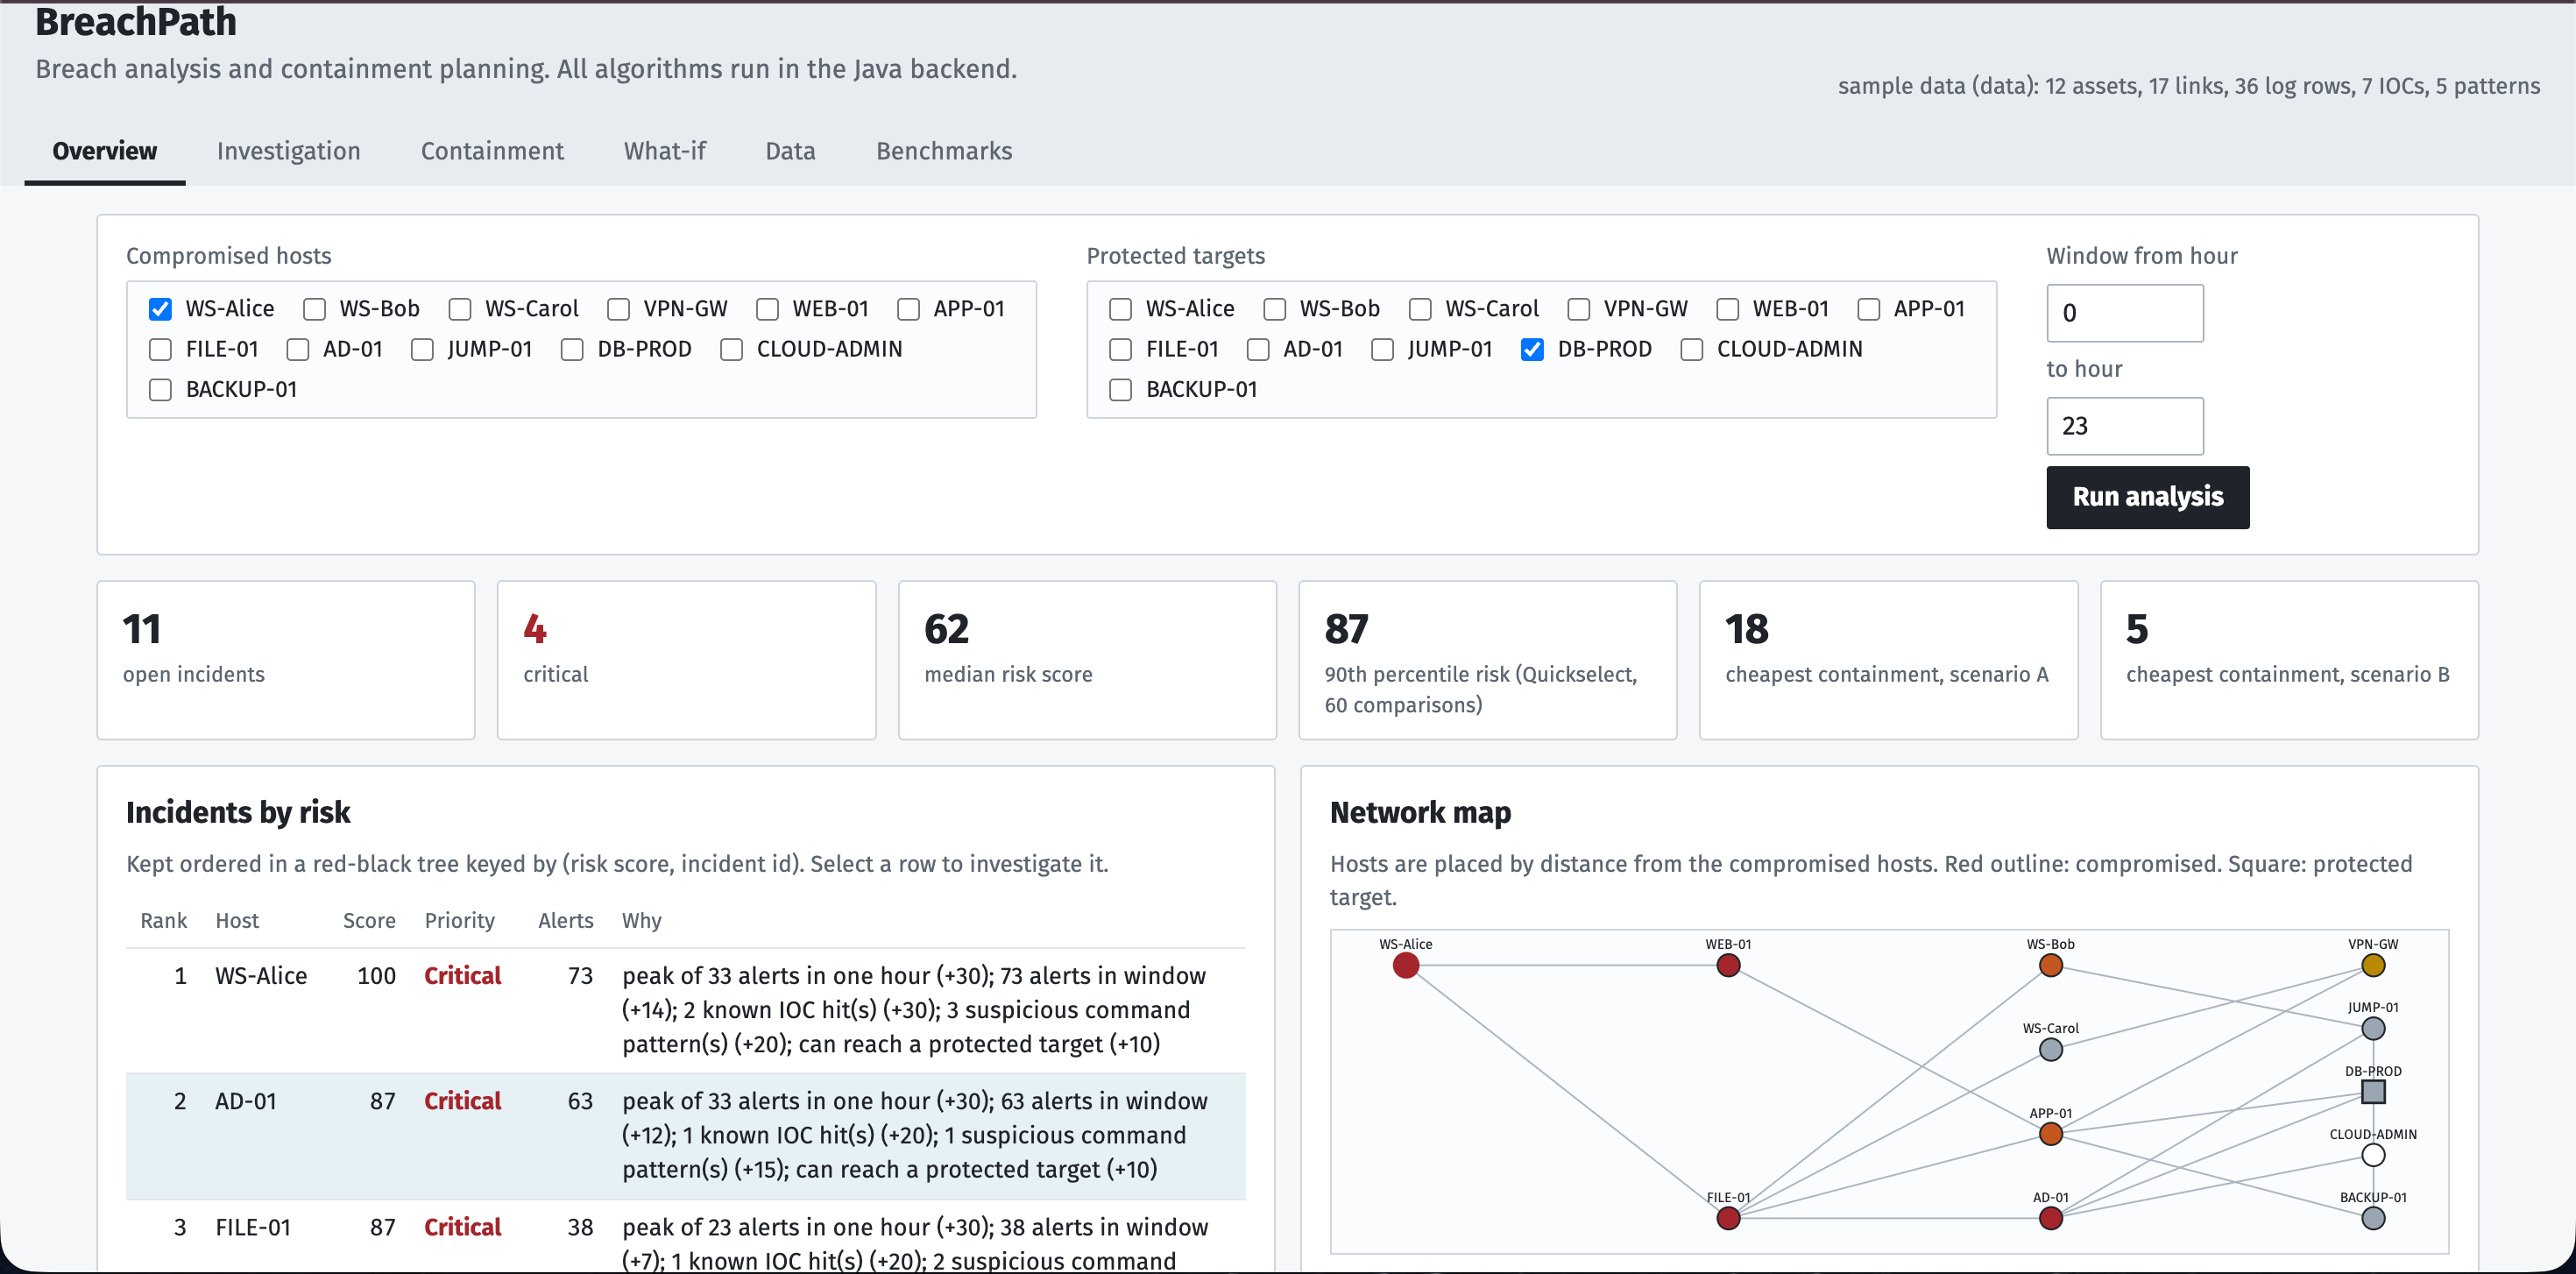 BreachPath
Breach analysis and containment planning. All algorithms run in the Java backend.
sample data (data): 12 assets, 17 links, 36 log rows, 7 IOCs, 5 patterns
Overview Investigation Containment What-if Data Benchmarks
Compromised hosts
WS-Alice WS-Bob WS-Carol VPN-GW WEB-01 APP-01
FILE-01 AD-01 JUMP-01 DB-PROD CLOUD-ADMIN
BACKUP-01
Protected targets
WS-Alice WS-Bob WS-Carol VPN-GW WEB-01 APP-01
FILE-01 AD-01 JUMP-01 DB-PROD CLOUD-ADMIN
BACKUP-01
Window from hour
0
to hour
23
Run analysis
11
open incidents
4
critical
62
median risk score
87
90th percentile risk (Quickselect,
60 comparisons)
18
cheapest containment, scenario A
5
cheapest containment, scenario B
Incidents by risk
Kept ordered in a red-black tree keyed by (risk score, incident id). Select a row to investigate it.
Rank Host Score Priority Alerts Why
1 WS-Alice 100 Critical 73 peak of 33 alerts in one hour (+30); 73 alerts in window
(+14); 2 known IOC hit(s) (+30); 3 suspicious command
pattern(s) (+20); can reach a protected target (+10)
2 AD-01 87 Critical 63 peak of 33 alerts in one hour (+30); 63 alerts in window
(+12); 1 known IOC hit(s) (+20); 1 suspicious command
pattern(s) (+15); can reach a protected target (+10)
3 FILE-01 87 Critical 38 peak of 23 alerts in one hour (+30); 38 alerts in window
(+7); 1 known IOC hit(s) (+20); 2 suspicious command
Network map
Hosts are placed by distance from the compromised hosts. Red outline: compromised. Square: protected
target.
WS-Alice WEB-01 WS-Bob VPN-GW
JUMP-01
WS-Carol
DB-PROD
APP-01
CLOUD-ADMIN
FILE-01 AD-01 BACKUP-01